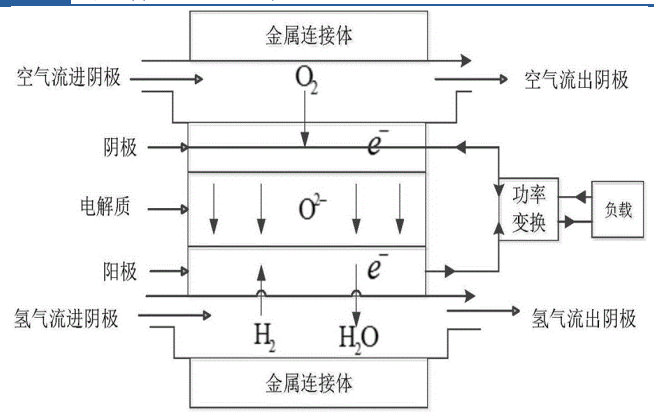 金属连接体
空气流进阴极
O₂
空气流出阴极
阴极
e⁻
电解质
O²⁻
功率
变换
负载
阳极
e⁻
氢气流进阴极
H₂
H₂O
氢气流出阴极
金属连接体